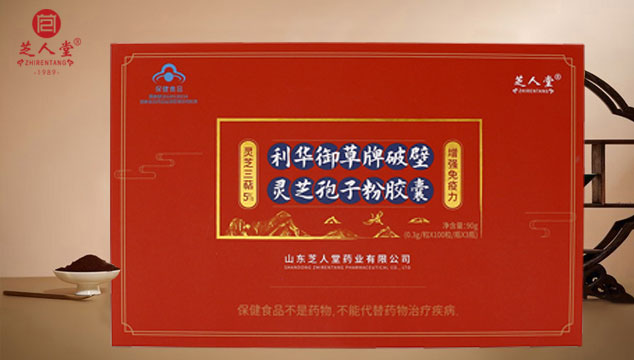 芝人堂®
ZHIRENTANG
-1989-
保健食品
芝人堂®
ZHIRENTANG
灵芝三萜
5%
利华御草牌破壁
灵芝孢子粉胶囊
增强免疫力
净含量:90g
(0.3g/粒X100粒/瓶X3瓶)
山东芝人堂药业有限公司
SHANDONG ZHIRENTANG PHARMACEUTICAL CO., LTD
保健食品不是药物,不能代替药物治疗疾病.